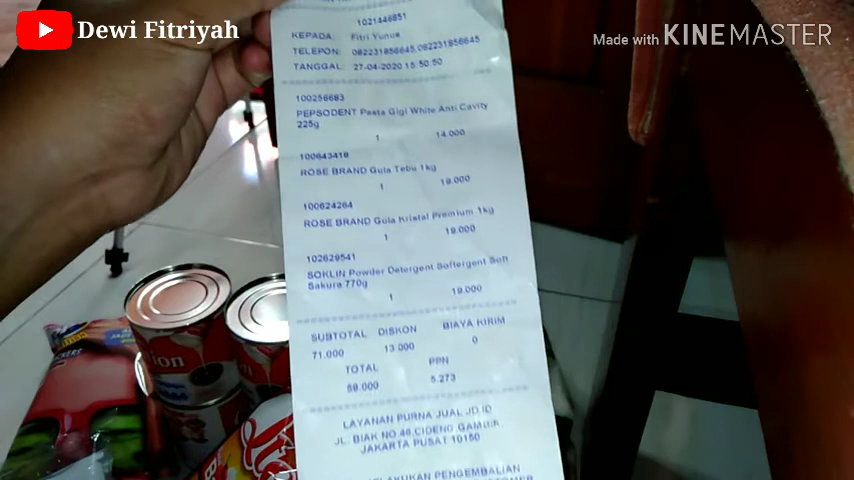 Dewi Fitriyah
Made with KINEMASTER
1021446851
KEPADA: Fitri Yunue
TELEPON: 082231856645,082231856645
TANGGAL: 27-04-2020 15:50:50
100256683
PEPSODENT Pasta Gigi White Anti Cavity
225g
1 14.000
100643418
ROSE BRAND Gula Tebu 1kg
1 19.000
100624264
ROSE BRAND Gula Kristal Premium 1kg
1 19.000
102629541
SOKLIN Powder Detergent Softergent Soft
Sakura 770g
1 19.000
SUBTOTAL DISKON BIAYA KIRIM
71.000 13.000 0
TOTAL PPN
58.000 5.273
LAYANAN PURNA JUAL JD.ID
JL. BIAK NO.46,CIDENG,GAMBIR,
JAKARTA PUSAT 10150
PENGEMBALIAN